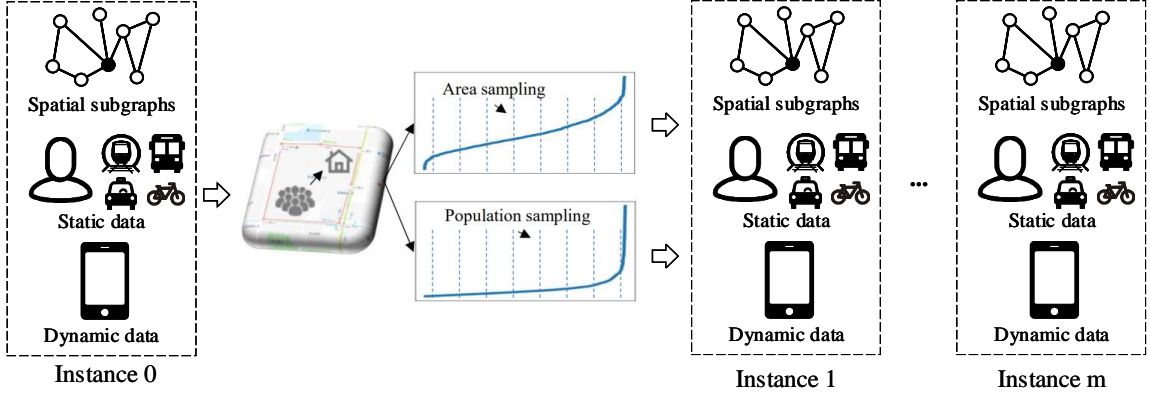 Spatial subgraphs
Static data
Dynamic data
Instance 0
Area sampling
Population sampling
Spatial subgraphs
Static data
Dynamic data
Instance 1
...
Spatial subgraphs
Static data
Dynamic data
Instance m